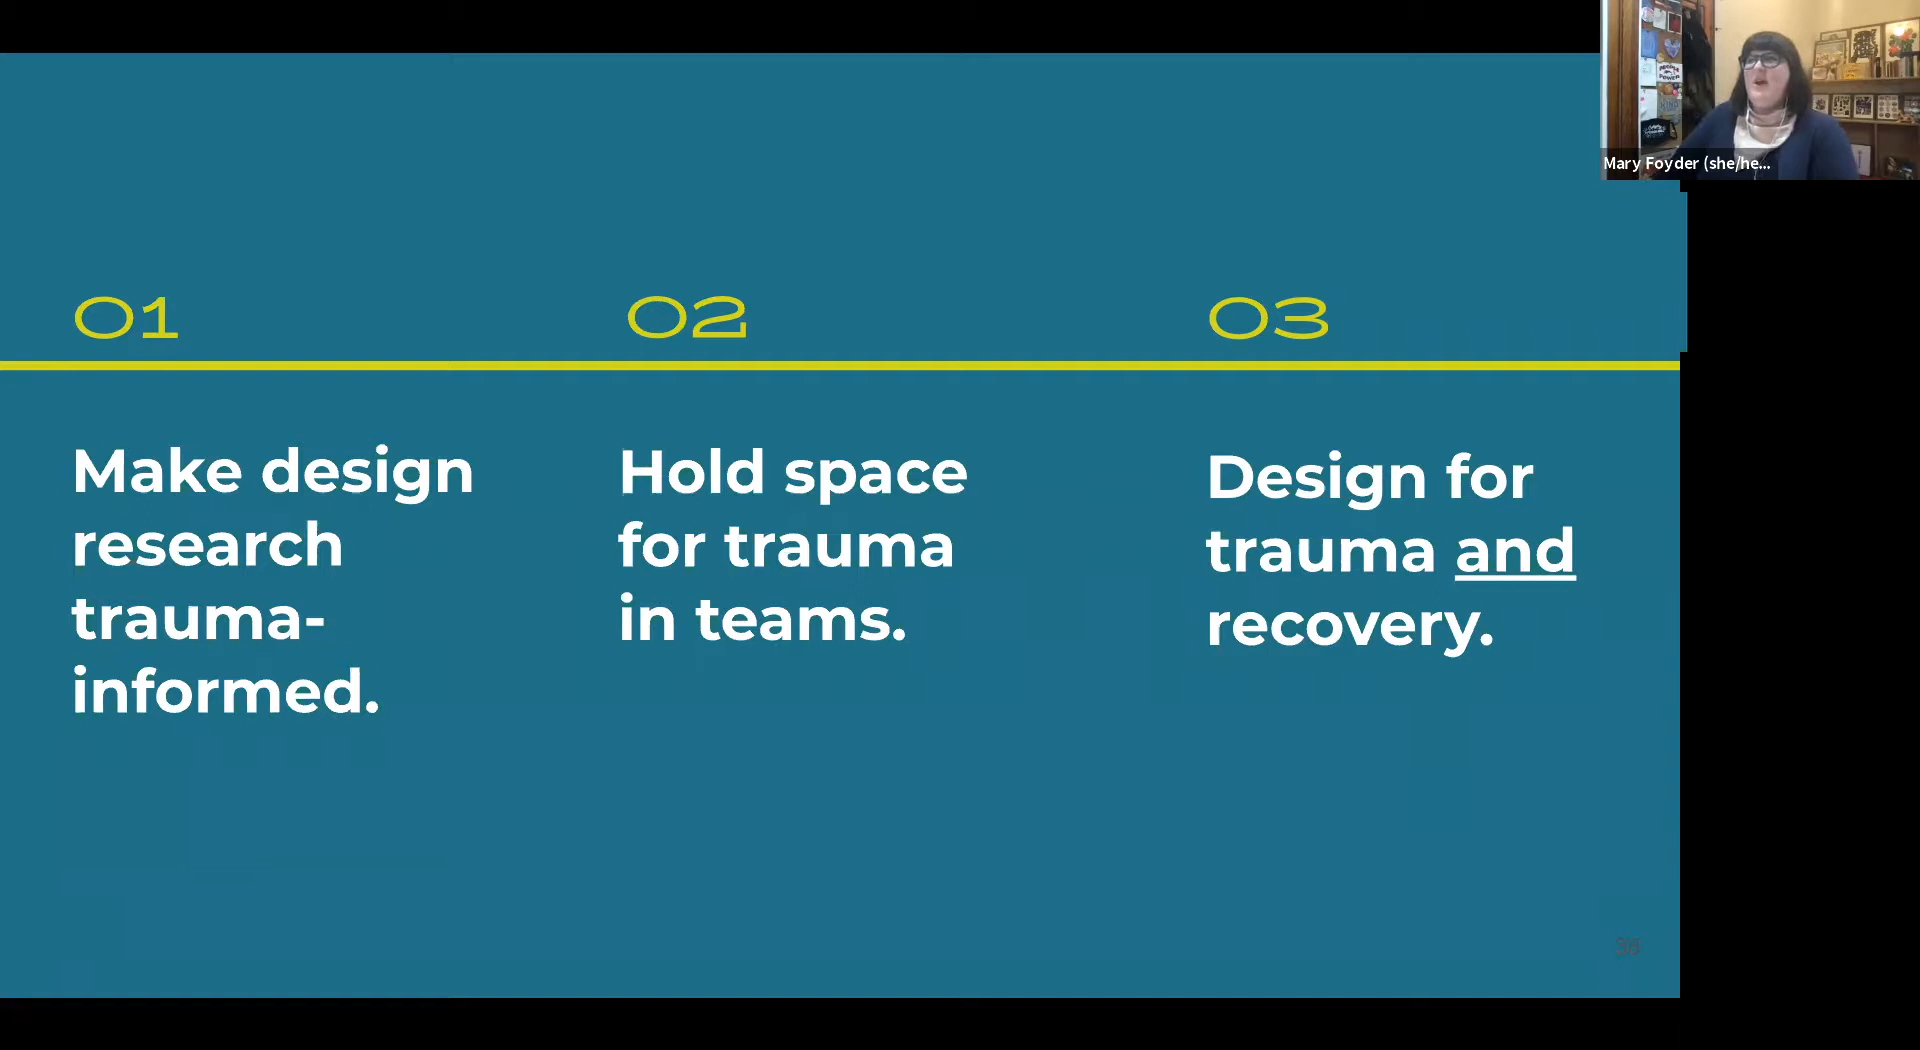 Mary Foyder (she/he...
01
02
03
Make design
research
trauma-
informed.
Hold space
for trauma
in teams.
Design for
trauma and
recovery.